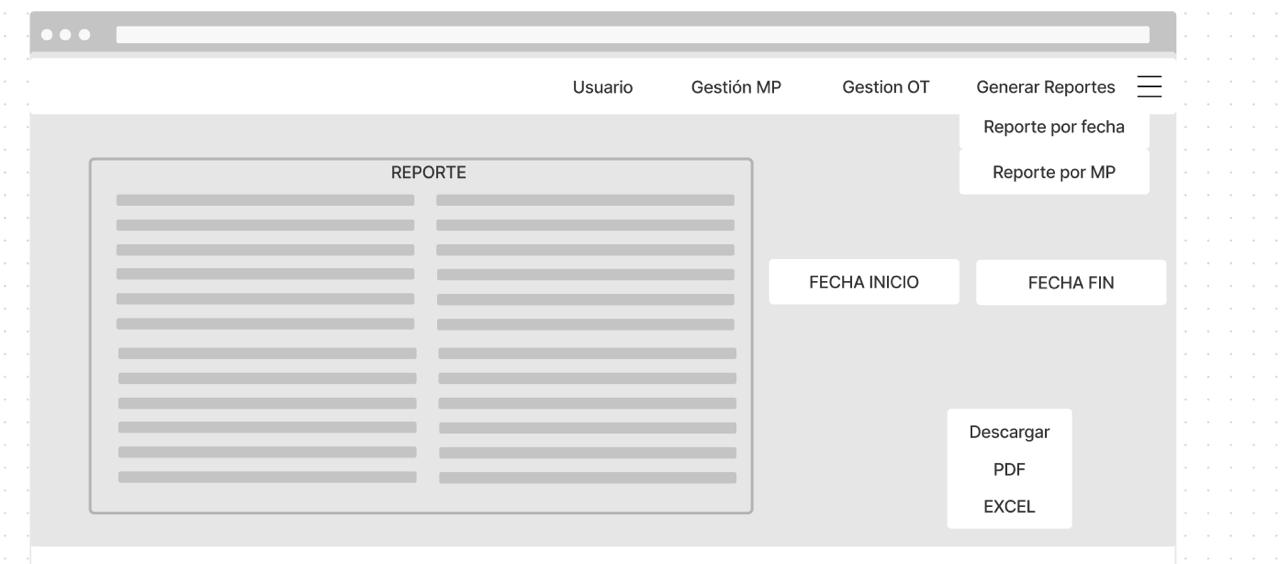 Usuario
Gestión MP
Gestion OT
Generar Reportes
Reporte por fecha
Reporte por MP
REPORTE
FECHA INICIO
FECHA FIN
Descargar
PDF
EXCEL